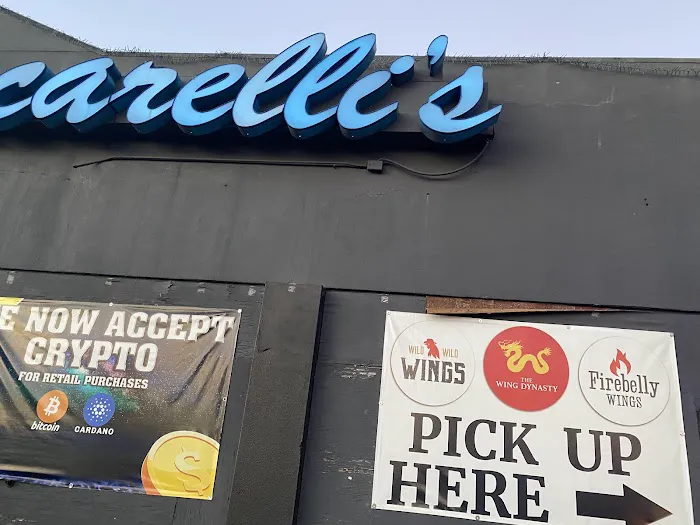 carelli's
E NOW ACCEPT
CRYPTO
FOR RETAIL PURCHASES
bitcoin
CARDANO
WILD WILD
WINGS
THE
WING DYNASTY
Firebelly
WINGS
PICK UP
HERE